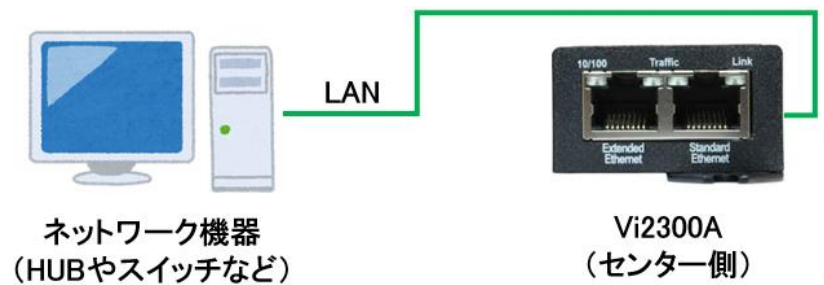 LAN
10/100 Traffic Link
Extended Ethernet
Standard Ethernet
ネットワーク機器
(HUBやスイッチなど)
Vi2300A
(センター側)